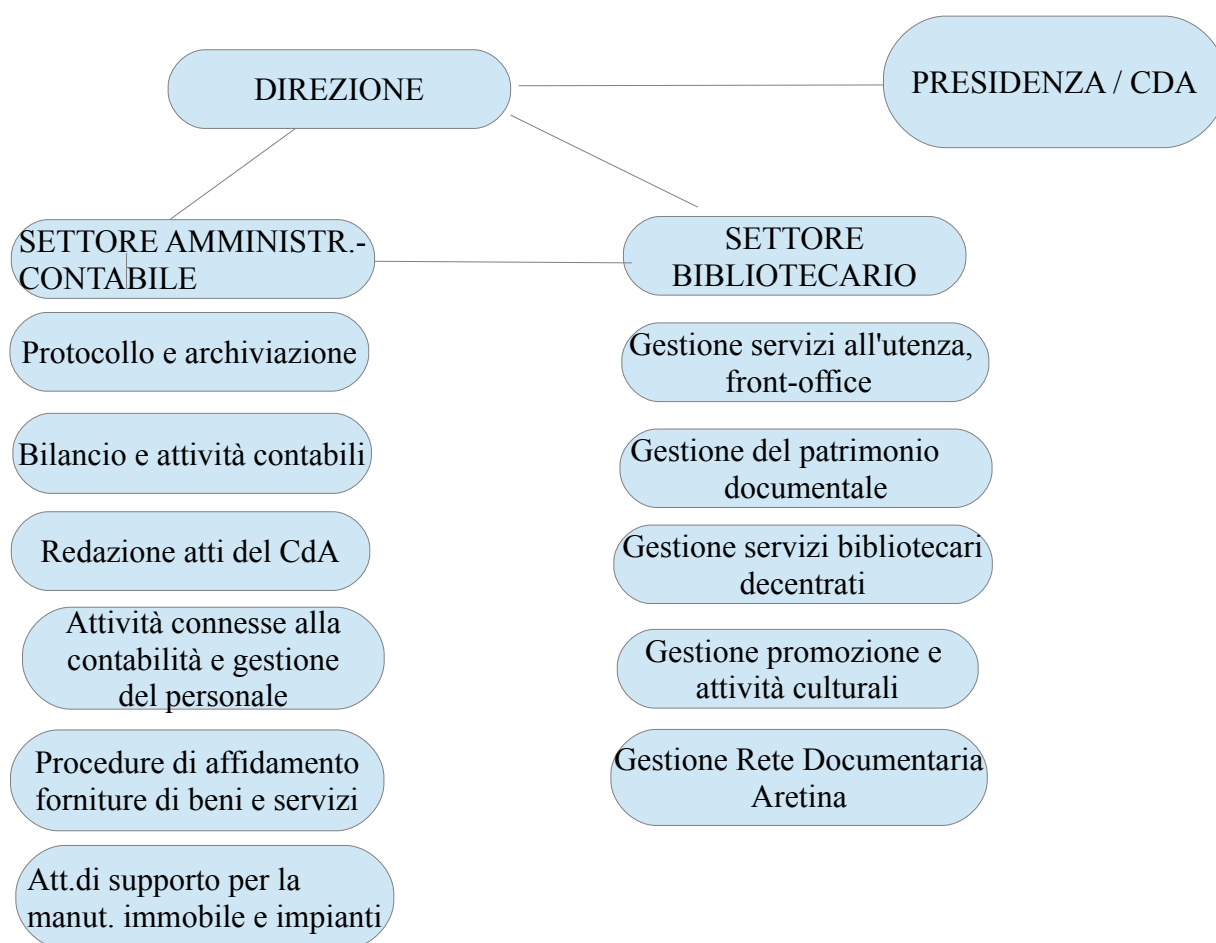 DIREZIONE
PRESIDENZA / CDA
SETTORE AMMINISTR.-
CONTABILE
Protocollo e archiviazione
Bilancio e attività contabili
Redazione atti del CdA
Attività connesse alla
contabilità e gestione
del personale
Procedure di affidamento
forniture di beni e servizi
Att.di supporto per la
manut. immobile e impianti
SETTORE
BIBLIOTECARIO
Gestione servizi all'utenza,
front-office
Gestione del patrimonio
documentale
Gestione servizi bibliotecari
decentrati
Gestione promozione e
attività culturali
Gestione Rete Documentaria
Aretina